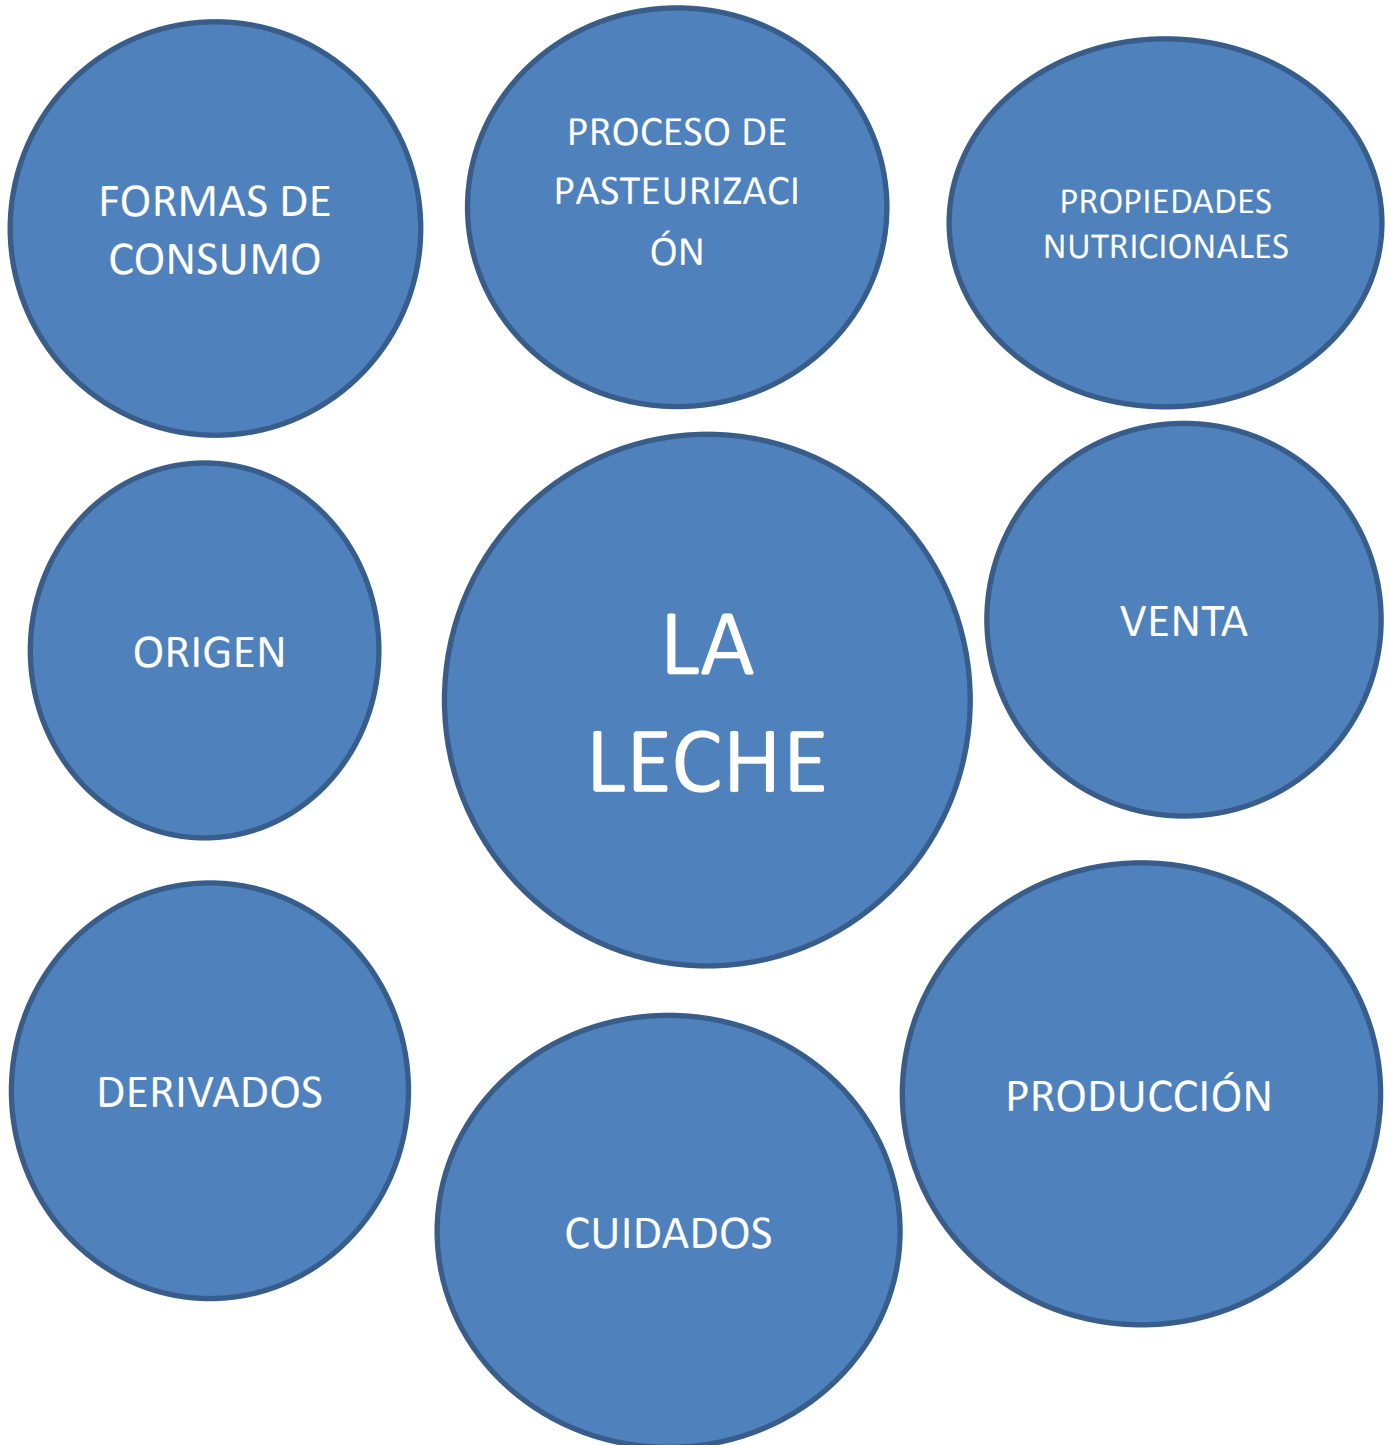 FORMAS DE
CONSUMO
PROCESO DE
PASTEURIZACI
ÓN
PROPIEDADES
NUTRICIONALES
ORIGEN
LA
LECHE
VENTA
DERIVADOS
CUIDADOS
PRODUCCIÓN